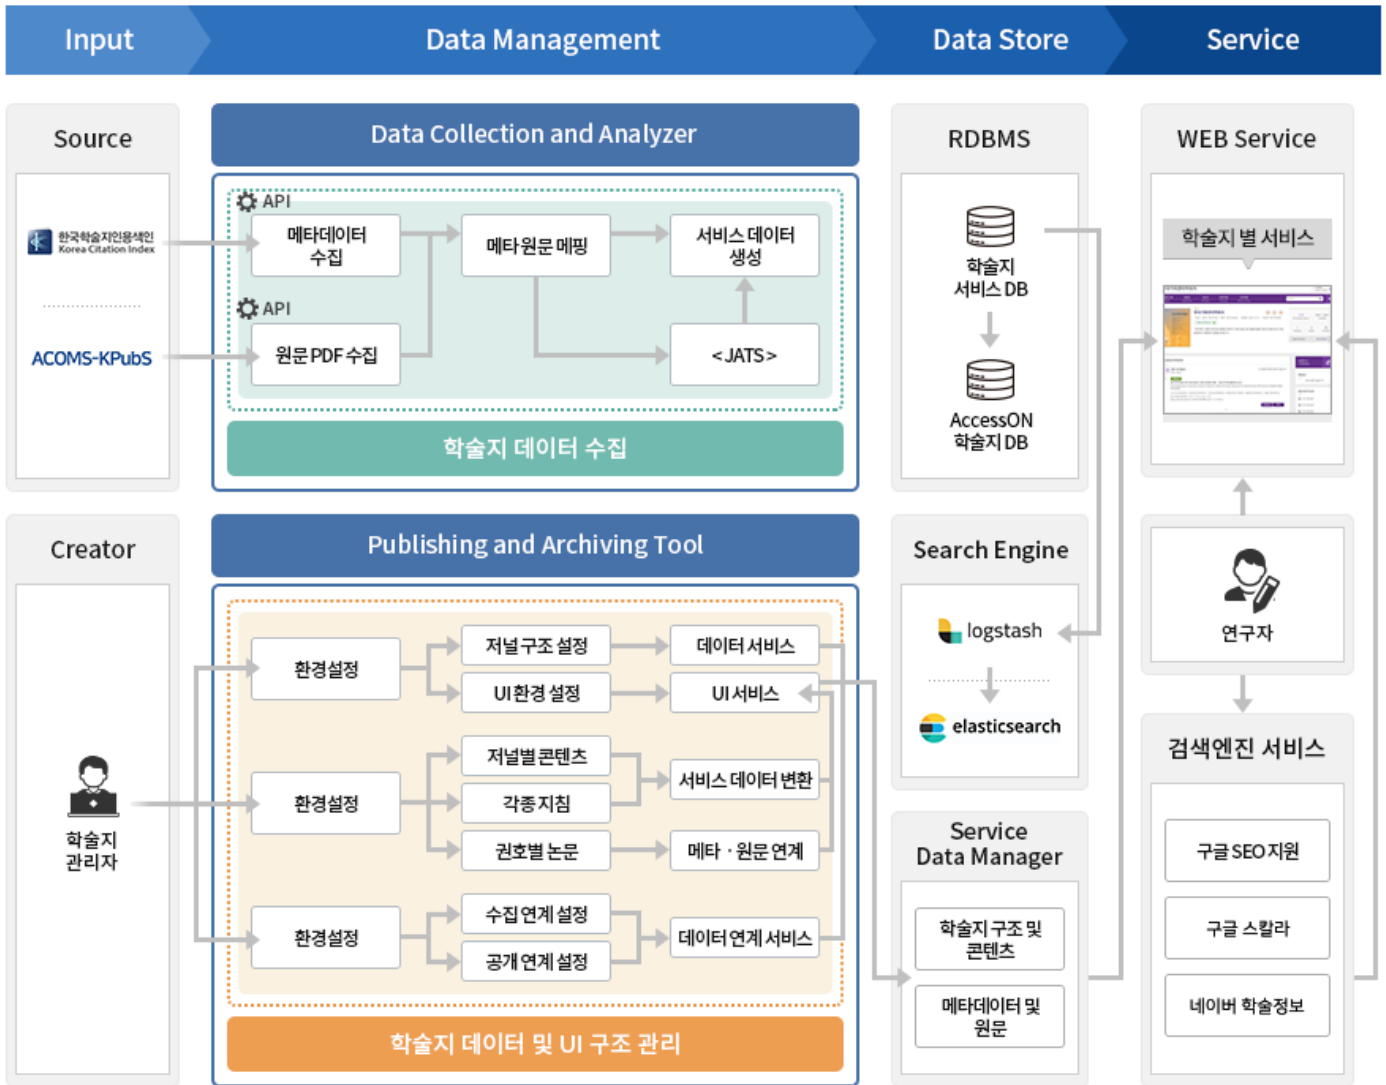 Input
Data Management
Data Store
Service
Source
한국학술지인용색인
Korea Citation Index
ACOMS-KPubS
Data Collection and Analyzer
API
메타데이터
수집
메타 원문 메핑
서비스 데이터
생성
API
원문 PDF 수집
<JATS>
학술지 데이터 수집
RDBMS
학술지
서비스 DB
AccessON
학술지 DB
WEB Service
학술지 별 서비스
Creator
학술지
관리자
Publishing and Archiving Tool
환경설정
저널 구조 설정
데이터 서비스
UI 환경 설정
UI 서비스
환경설정
저널별 콘텐츠
각종 지침
서비스 데이터 변환
권호별 논문
메타 · 원문 연계
환경설정
수집 연계 설정
공개 연계 설정
데이터 연계 서비스
학술지 데이터 및 UI 구조 관리
Search Engine
logstash
elasticsearch
Service
Data Manager
학술지 구조 및
콘텐츠
메타데이터 및
원문
연구자
검색엔진 서비스
구글 SEO 지원
구글 스칼라
네이버 학술정보